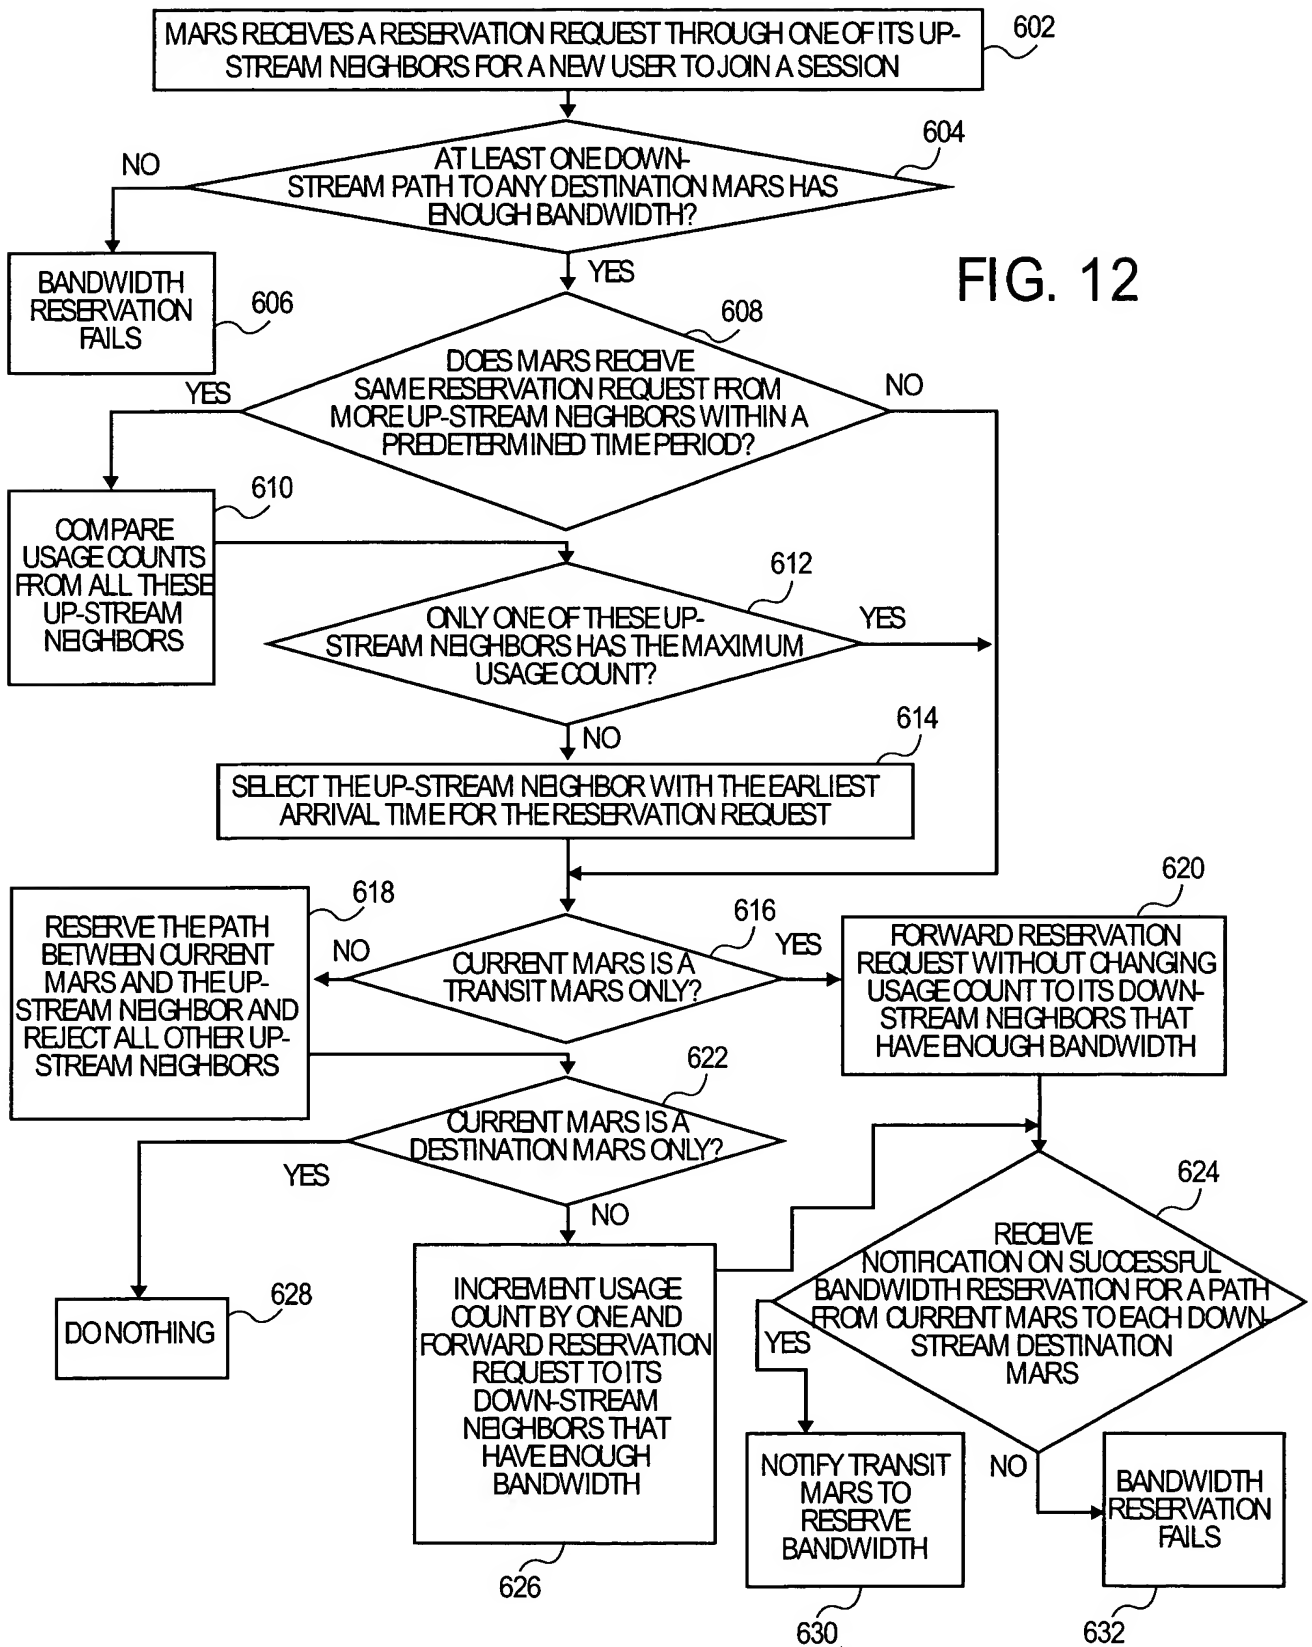 MARS RECEIVES A RESERVATION REQUEST THROUGH ONE OF ITS UP-
STREAM NEIGHBORS FOR A NEW USER TO JOIN A SESSION
602
604
AT LEAST ONE DOWN-
STREAM PATH TO ANY DESTINATION MARS HAS
ENOUGH BANDWIDTH?
NO
YES
FIG. 12
BANDWIDTH
RESERVATION
FAILS
606
608
DOES MARS RECEIVE
SAME RESERVATION REQUEST FROM
MORE UP-STREAM NEIGHBORS WITHIN A
PREDETERMINED TIME PERIOD?
YES
NO
610
COMPARE
USAGE COUNTS
FROM ALL THESE
UP-STREAM
NEIGHBORS
612
ONLY ONE OF THESE UP-
STREAM NEIGHBORS HAS THE MAXIMUM
USAGE COUNT?
YES
NO
614
SELECT THE UP-STREAM NEIGHBOR WITH THE EARLIEST
ARRIVAL TIME FOR THE RESERVATION REQUEST
618
RESERVE THE PATH
BETWEEN CURRENT
MARS AND THE UP-
STREAM NEIGHBOR AND
REJECT ALL OTHER UP-
STREAM NEIGHBORS
616
NO
CURRENT MARS IS A
TRANSIT MARS ONLY?
YES
620
FORWARD RESERVATION
REQUEST WITHOUT CHANGING
USAGE COUNT TO ITS DOWN-
STREAM NEIGHBORS THAT
HAVE ENOUGH BANDWIDTH
622
CURRENT MARS IS A
DESTINATION MARS ONLY?
YES
NO
624
RECEIVE
NOTIFICATION ON SUCCESSFUL
BANDWIDTH RESERVATION FOR A PATH
FROM CURRENT MARS TO EACH DOWN-
STREAM DESTINATION
MARS
YES
NO
628
DO NOTHING
INCREMENT USAGE
COUNT BY ONE AND
FORWARD RESERVATION
REQUEST TO ITS
DOWN-STREAM
NEIGHBORS THAT
HAVE ENOUGH
BANDWIDTH
626
NOTIFY TRANSIT
MARS TO
RESERVE
BANDWIDTH
630
BANDWIDTH
RESERVATION
FAILS
632